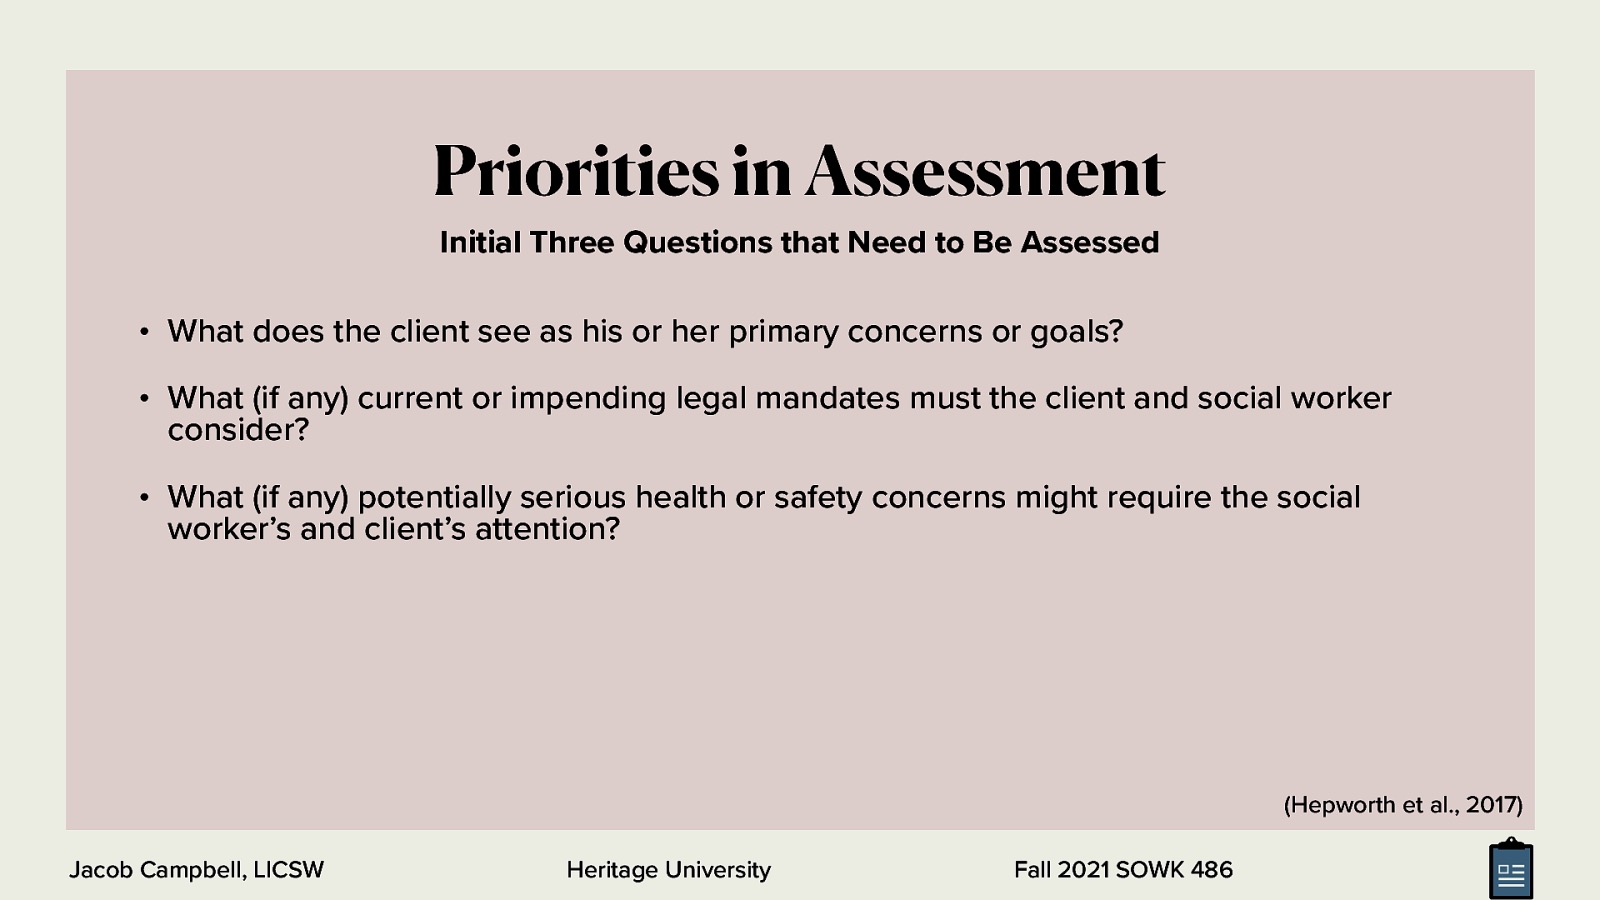 Priorities in Assessment
Initial Three Questions that Need to Be Assessed
• What does the client see as his or her primary concerns or goals?
• What (if any) current or impending legal mandates must the client and social worker
consider?
• What (if any) potentially serious health or safety concerns might require the social
worker’s and client’s attention?
(Hepworth et al., 2017)
Jacob Campbell, LICSW
Heritage University
Fall 2021 SOWK 486